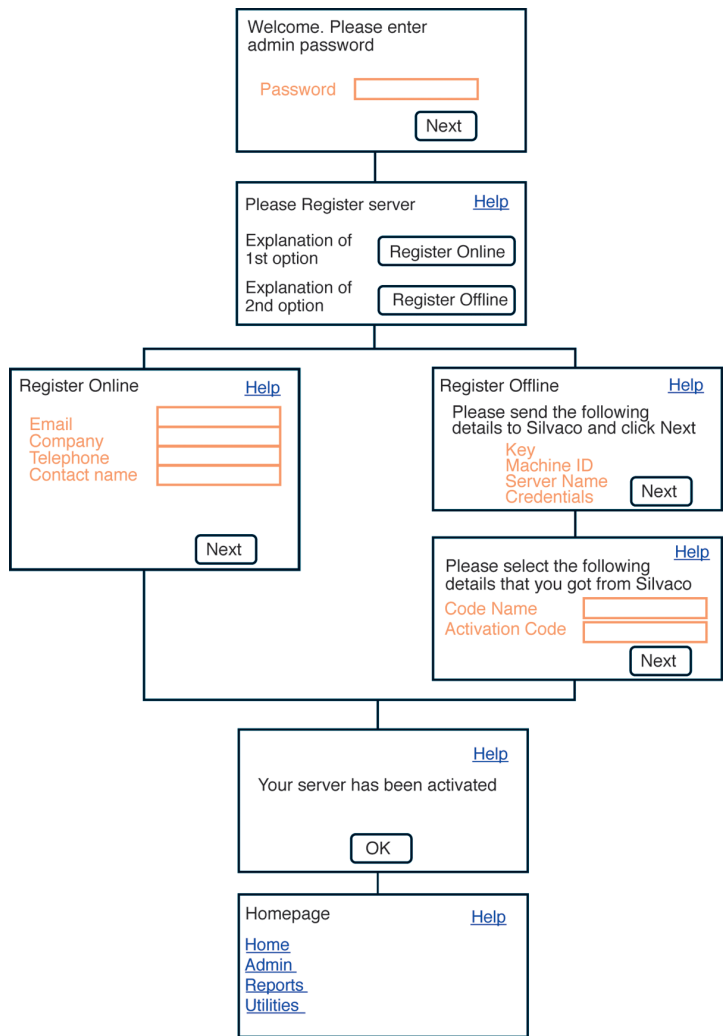 Welcome. Please enter
admin password
Password
Next
Please Register server
Help
Explanation of
1st option
Register Online
Explanation of
2nd option
Register Offline
Register Online
Help
Email
Company
Telephone
Contact name
Next
Register Offline
Help
Please send the following
details to Silvaco and click Next
Key
Machine ID
Server Name
Credentials
Next
Help
Please select the following
details that you got from Silvaco
Code Name
Activation Code
Next
Help
Your server has been activated
OK
Homepage
Help
Home
Admin
Reports
Utilities